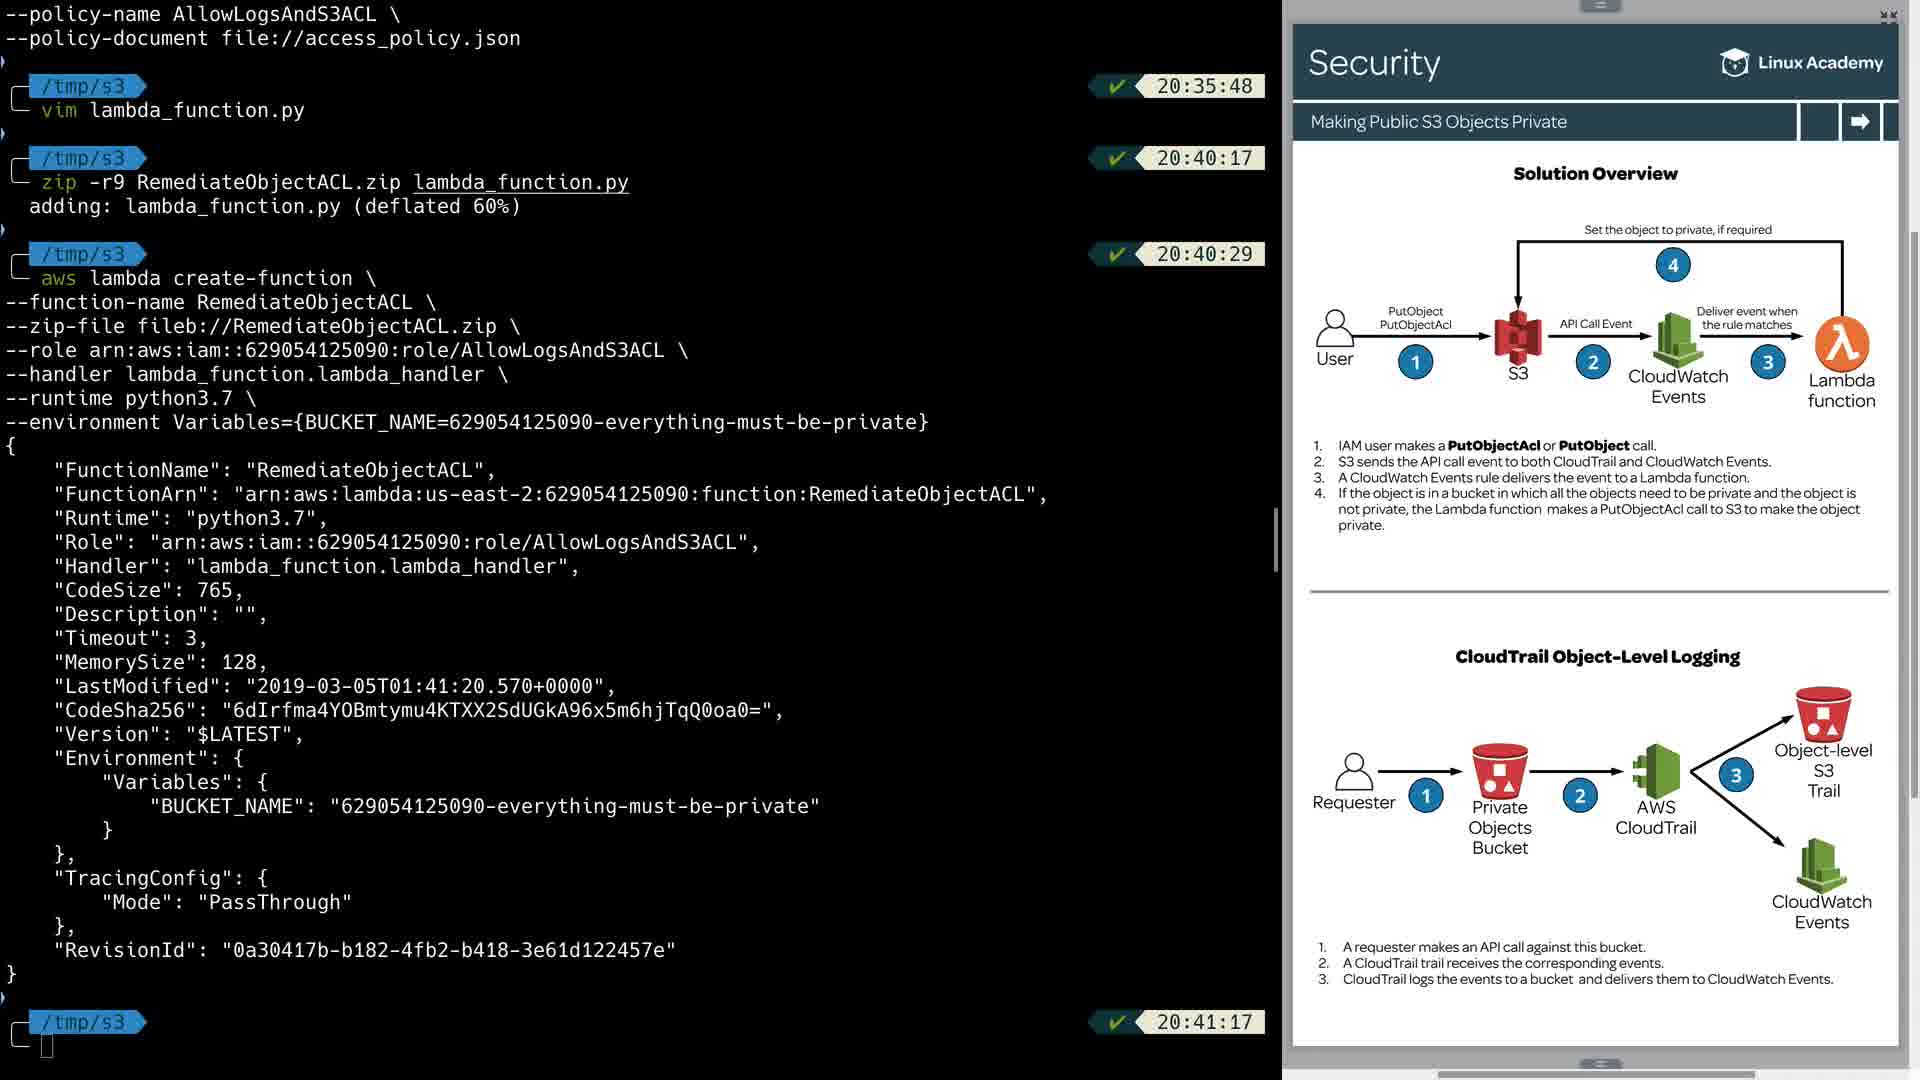 --policy-name AllowLogsAndS3ACL \
--policy-document file://access_policy.json
/tmp/s3
✔ 20:35:48
vim lambda_function.py
/tmp/s3
✔ 20:40:17
zip -r9 RemediateObjectACL.zip lambda_function.py
adding: lambda_function.py (deflated 60%)
/tmp/s3
✔ 20:40:29
aws lambda create-function \
--function-name RemediateObjectACL \
--zip-file fileb://RemediateObjectACL.zip \
--role arn:aws:iam::629054125090:role/AllowLogsAndS3ACL \
--handler lambda_function.lambda_handler \
--runtime python3.7 \
--environment Variables={BUCKET_NAME=629054125090-everything-must-be-private}
{
"FunctionName": "RemediateObjectACL",
"FunctionArn": "arn:aws:lambda:us-east-2:629054125090:function:RemediateObjectACL",
"Runtime": "python3.7",
"Role": "arn:aws:iam::629054125090:role/AllowLogsAndS3ACL",
"Handler": "lambda_function.lambda_handler",
"CodeSize": 765,
"Description": "",
"Timeout": 3,
"MemorySize": 128,
"LastModified": "2019-03-05T01:41:20.570+0000",
"CodeSha256": "6dIrfma4YOBmtymu4KTXX2SdUGkA96x5m6hjTqQ0oa0=",
"Version": "$LATEST",
"Environment": {
"Variables": {
"BUCKET_NAME": "629054125090-everything-must-be-private"
}
},
"TracingConfig": {
"Mode": "PassThrough"
},
"RevisionId": "0a30417b-b182-4fb2-b418-3e61d122457e"
}
/tmp/s3
✔ 20:41:17
Security
Linux Academy
Making Public S3 Objects Private
Solution Overview
Set the object to private, if required
4
PutObject
PutObjectAcl
API Call Event
Deliver event when
the rule matches
User
1
S3
2
CloudWatch
Events
3
Lambda
function
1. IAM user makes a PutObjectAcl or PutObject call.
2. S3 sends the API call event to both CloudTrail and CloudWatch Events.
3. A CloudWatch Events rule delivers the event to a Lambda function.
4. If the object is in a bucket in which all the objects need to be private and the object is
not private, the Lambda function makes a PutObjectAcl call to S3 to make the object
private.
CloudTrail Object-Level Logging
Requester
1
Private
Objects
Bucket
2
AWS
CloudTrail
3
Object-level
S3
Trail
CloudWatch
Events
1. A requester makes an API call against this bucket.
2. A CloudTrail trail receives the corresponding events.
3. CloudTrail logs the events to a bucket and delivers them to CloudWatch Events.